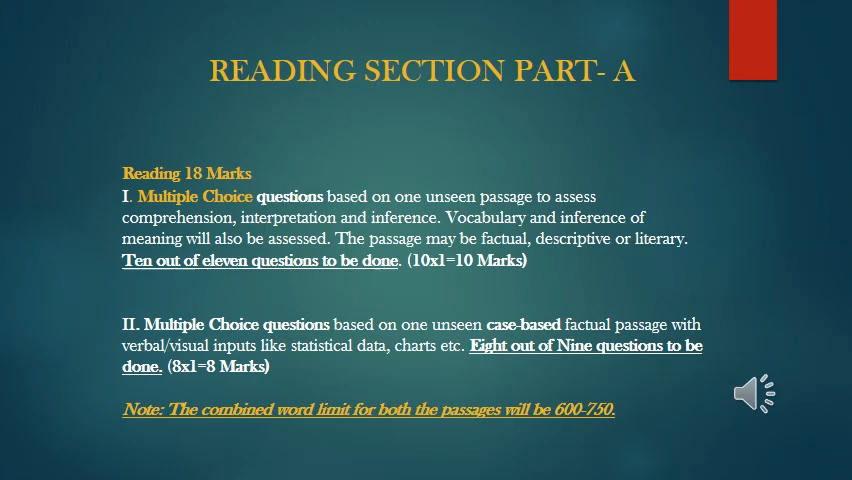 READING SECTION PART- A
Reading 18 Marks
I. Multiple Choice questions based on one unseen passage to assess
comprehension, interpretation and inference. Vocabulary and inference of
meaning will also be assessed. The passage may be factual, descriptive or literary.
Ten out of eleven questions to be done. (10x1=10 Marks)
II. Multiple Choice questions based on one unseen case-based factual passage with
verbal/visual inputs like statistical data, charts etc. Eight out of Nine questions to be
done. (8x1=8 Marks)
Note: The combined word limit for both the passages will be 600-750.